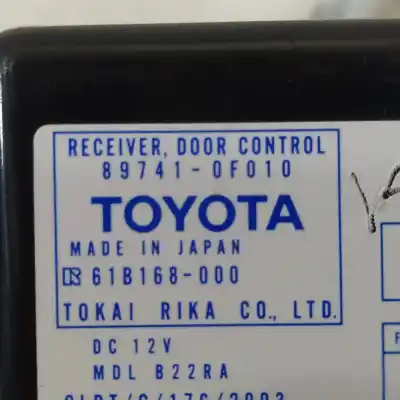 RECEIVER, DOOR CONTROL
89741-0F010
TOYOTA
MADE IN JAPAN
61B168-000
TOKAI RIKA CO., LTD.
DC 12V
MDL B22RA